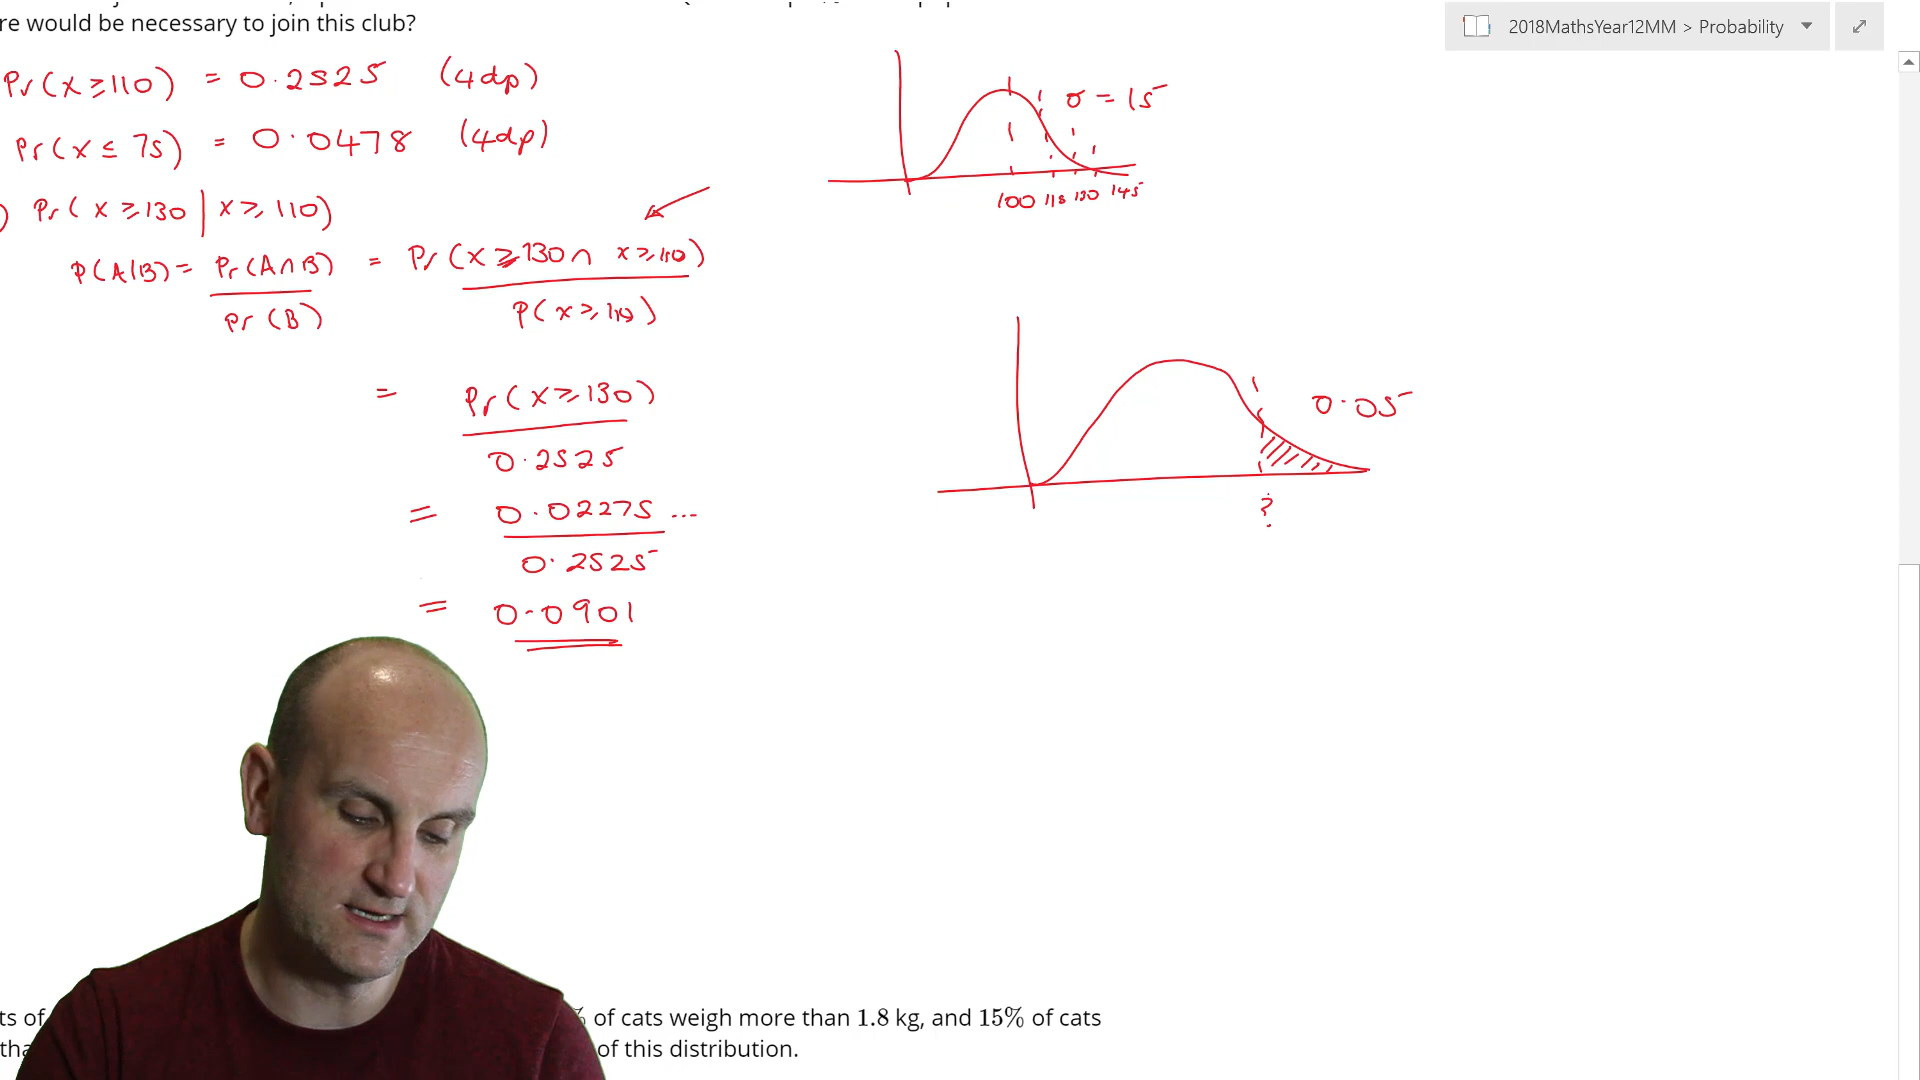 re would be necessary to join this club?
2018MathsYear12MM > Probability
Pr(x ≥ 110) = 0.2525 (4dp)
Pr(x ≤ 75) = 0.0478 (4dp)
) Pr(x ≥ 130 | x ≥ 110)
P(A|B) = Pr(A∩B) / Pr(B) = Pr(x ≥ 130 ∩ x ≥ 110) / P(x ≥ 110)
= Pr(x ≥ 130) / 0.2525
= 0.02275 ... / 0.2525
= 0.0901
σ = 15
100 115 130 145
0.05
?
ts of % of cats weigh more than 1.8 kg, and 15% of cats
tha of this distribution.